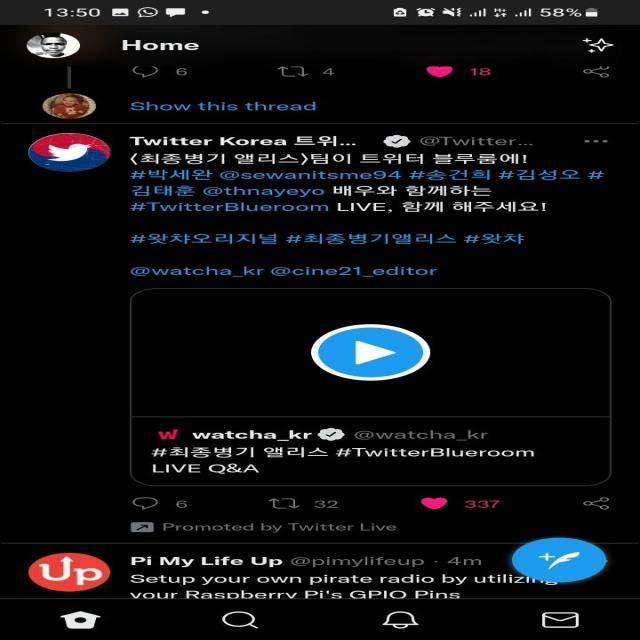 13:50
58%
Home
6 4 18
Show this thread
Twitter Korea 트위... @Twitter...
<최종병기 앨리스>팀이 트위터 블루룸에!
#박세완 @sewanitsme94 #송건희 #김성오 #
김태훈 @thnayeyo 배우와 함께하는
#TwitterBlueroom LIVE, 함께 해주세요!
#왓챠오리지널 #최종병기앨리스 #왓챠
@watcha_kr @cine21_editor
W watcha_kr @watcha_kr
#최종병기 앨리스 #TwitterBlueroom
LIVE Q&A
6 32 337
Promoted by Twitter Live
Up
Pi My Life Up @pimylifeup · 4m
Setup your own pirate radio by utilizing
your Raspberry Pi's GPIO Pins